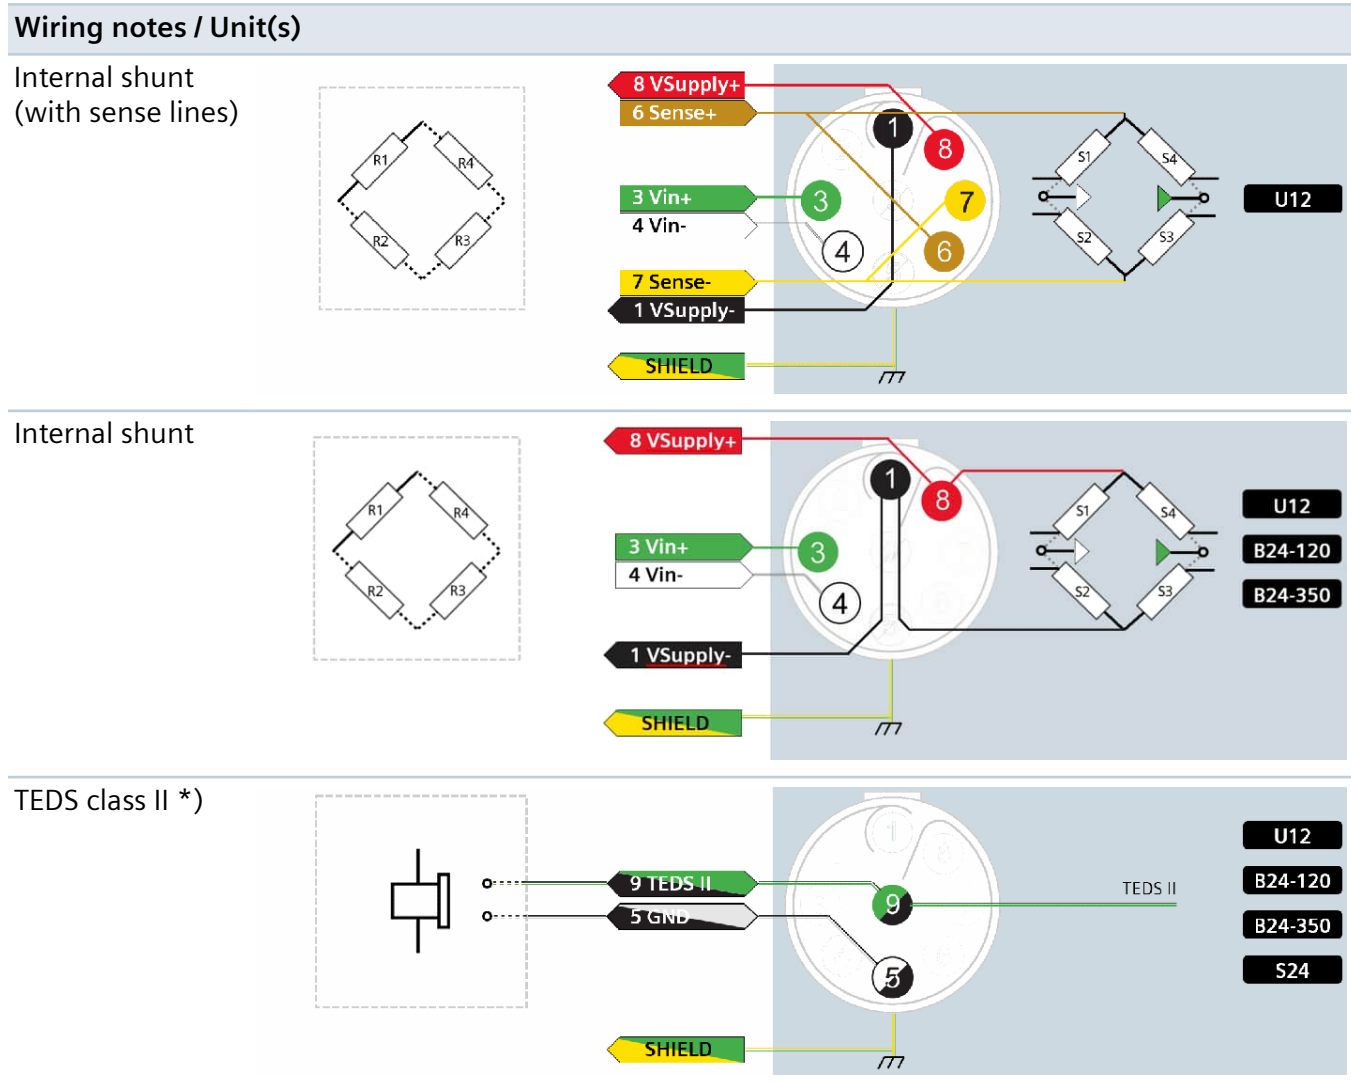 Wiring notes / Unit(s)
Internal shunt
(with sense lines)
R1
R4
R2
R3
8 VSupply+
6 Sense+
3 Vin+
4 Vin-
7 Sense-
1 VSupply-
SHIELD
1
8
3
7
4
6
S1
S4
S2
S3
U12
Internal shunt
R1
R4
R2
R3
8 VSupply+
3 Vin+
4 Vin-
1 VSupply-
SHIELD
1
8
3
4
S1
S4
S2
S3
U12
B24-120
B24-350
TEDS class II *)
9 TEDS II
5 GND
SHIELD
1
9
5
TEDS II
U12
B24-120
B24-350
S24